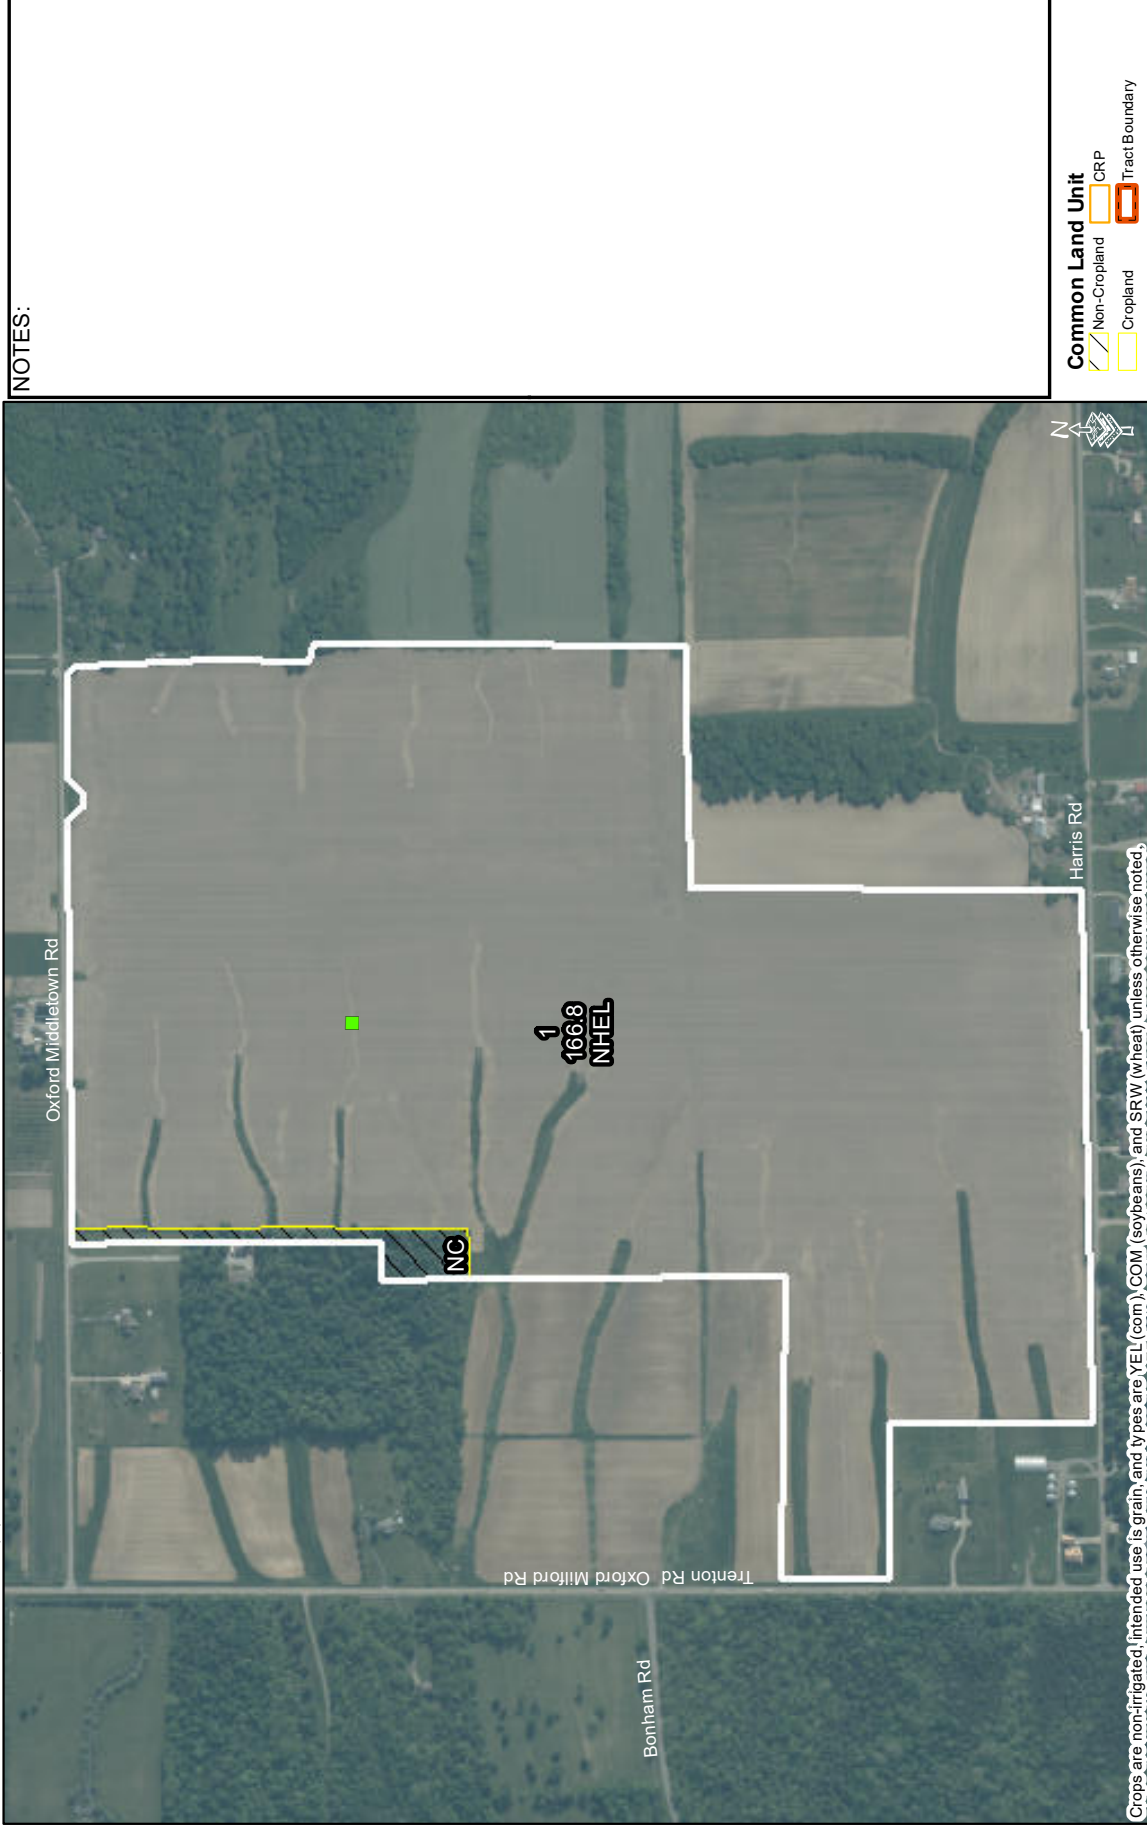 NOTES:
Oxford Middletown Rd
1
166.8
NHEL
NC
Trenton Rd Oxford Milford Rd
Bonham Rd
Harris Rd
N
Common Land Unit
Non-Cropland
CRP
Cropland
Tract Boundary
Crops are non-irrigated, intended use is grain, and types are YEL (corn), COM (soybeans), and SRW (wheat) unless otherwise noted.